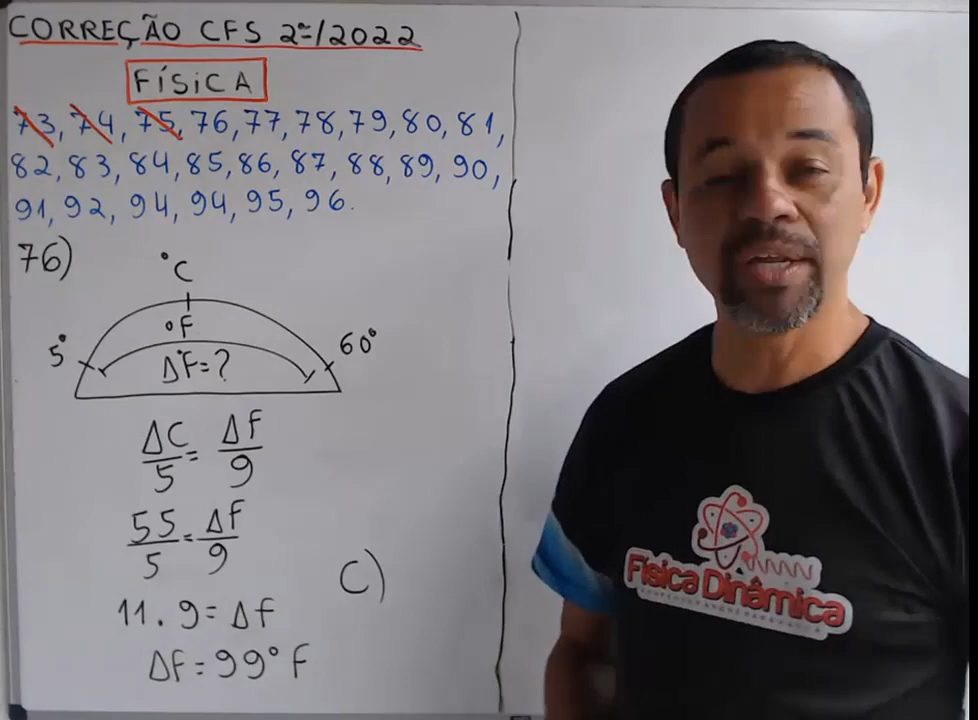 CORREÇÃO CFS 2º/2022
FÍSICA
73, 74, 75, 76, 77, 78, 79, 80, 81,
82, 83, 84, 85, 86, 87, 88, 89, 90,
91, 92, 94, 94, 95, 96.
76)
°C
°F
5°
ΔF=?
60°
ΔC/5 = ΔF/9
55/5 = ΔF/9
11.9=ΔF
C)
ΔF=99°F
Física Dinâmica